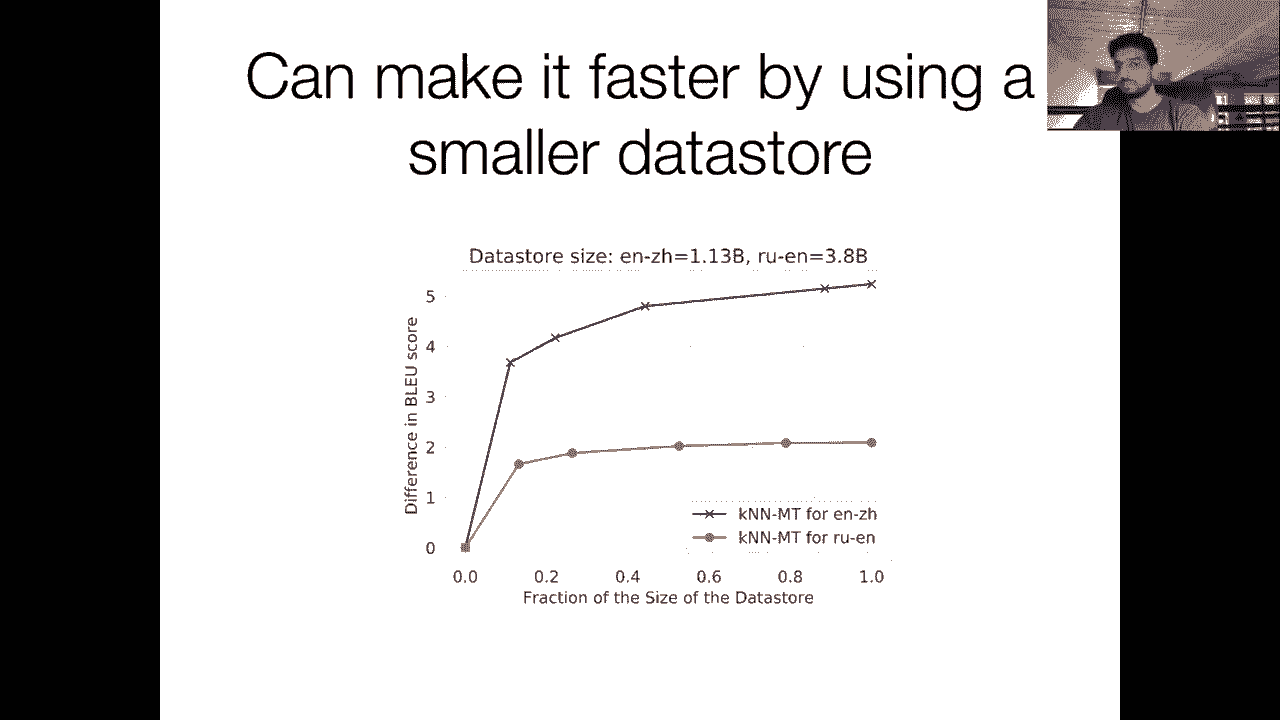 Can make it faster by using a
smaller datastore
Datastore size: en-zh=1.13B, ru-en=3.8B
Difference in BLEU score
5
4
3
2
1
0
0.0 0.2 0.4 0.6 0.8 1.0
Fraction of the Size of the Datastore
kNN-MT for en-zh
kNN-MT for ru-en